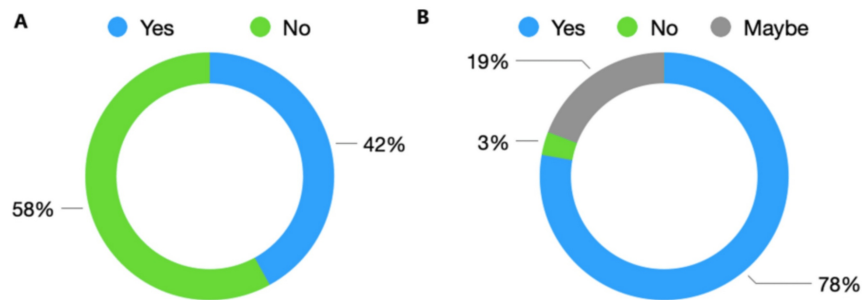 A
Yes No
42%
58%
B
Yes No Maybe
19%
3%
78%